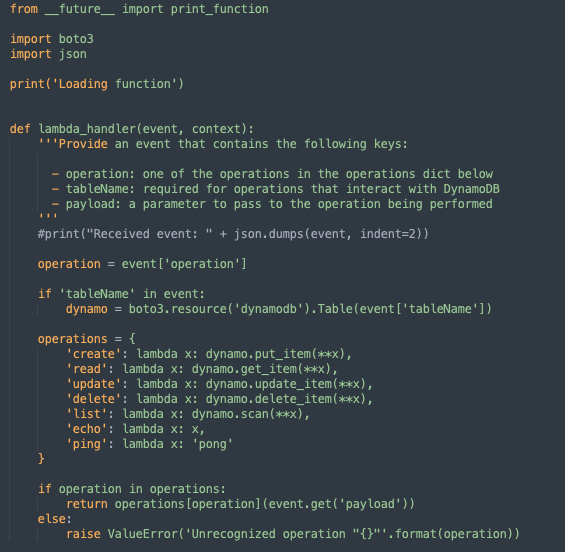 from __future__ import print_function

import boto3
import json

print('Loading function')


def lambda_handler(event, context):
    '''Provide an event that contains the following keys:

      - operation: one of the operations in the operations dict below
      - tableName: required for operations that interact with DynamoDB
      - payload: a parameter to pass to the operation being performed
    '''
    #print("Received event: " + json.dumps(event, indent=2))

    operation = event['operation']

    if 'tableName' in event:
        dynamo = boto3.resource('dynamodb').Table(event['tableName'])

    operations = {
        'create': lambda x: dynamo.put_item(**x),
        'read': lambda x: dynamo.get_item(**x),
        'update': lambda x: dynamo.update_item(**x),
        'delete': lambda x: dynamo.delete_item(**x),
        'list': lambda x: dynamo.scan(**x),
        'echo': lambda x: x,
        'ping': lambda x: 'pong'
    }

    if operation in operations:
        return operations[operation](event.get('payload'))
    else:
        raise ValueError('Unrecognized operation "{}"'.format(operation))